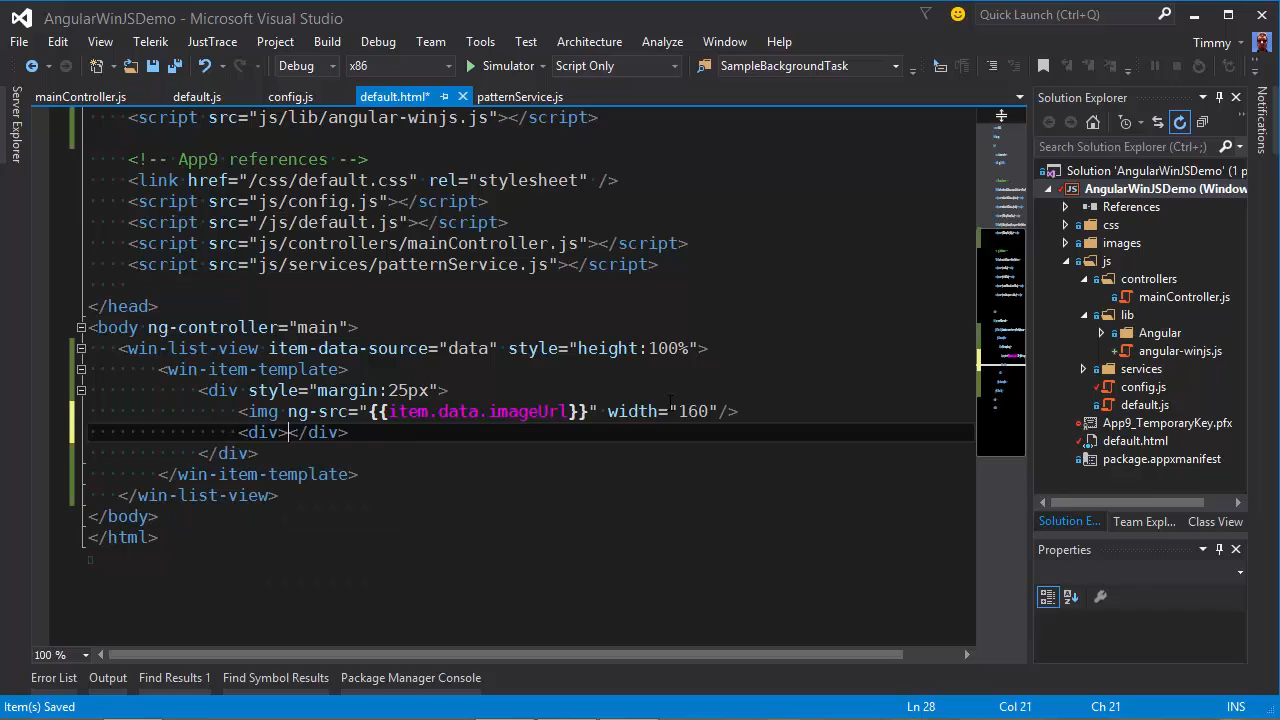 AngularWinJSDemo - Microsoft Visual Studio
Quick Launch (Ctrl+Q)
File Edit View Telerik JustTrace Project Build Debug Team Tools Test Architecture Analyze Window Help
Timmy
Debug x86 Simulator Script Only SampleBackgroundTask
mainController.js default.js config.js default.html* patternService.js
Server Explorer
<script src="js/lib/angular-winjs.js"></script>
<!-- App9 references -->
<link href="/css/default.css" rel="stylesheet" />
<script src="js/config.js"></script>
<script src="/js/default.js"></script>
<script src="js/controllers/mainController.js"></script>
<script src="js/services/patternService.js"></script>
</head>
<body ng-controller="main">
<win-list-view item-data-source="data" style="height:100%">
<win-item-template>
<div style="margin:25px">
<img ng-src="{{item.data.imageUrl}}" width="160"/>
<div></div>
</div>
</win-item-template>
</win-list-view>
</body>
</html>
100 %
Solution Explorer
Search Solution Explorer (Ctrl+;)
Solution 'AngularWinJSDemo' (1 p
AngularWinJSDemo (Window
References
css
images
js
controllers
mainController.js
lib
Angular
angular-winjs.js
services
config.js
default.js
App9_TemporaryKey.pfx
default.html
package.appxmanifest
Solution E... Team Expl... Class View
Properties
Notifications
Error List Output Find Results 1 Find Symbol Results Package Manager Console
Item(s) Saved Ln 28 Col 21 Ch 21 INS